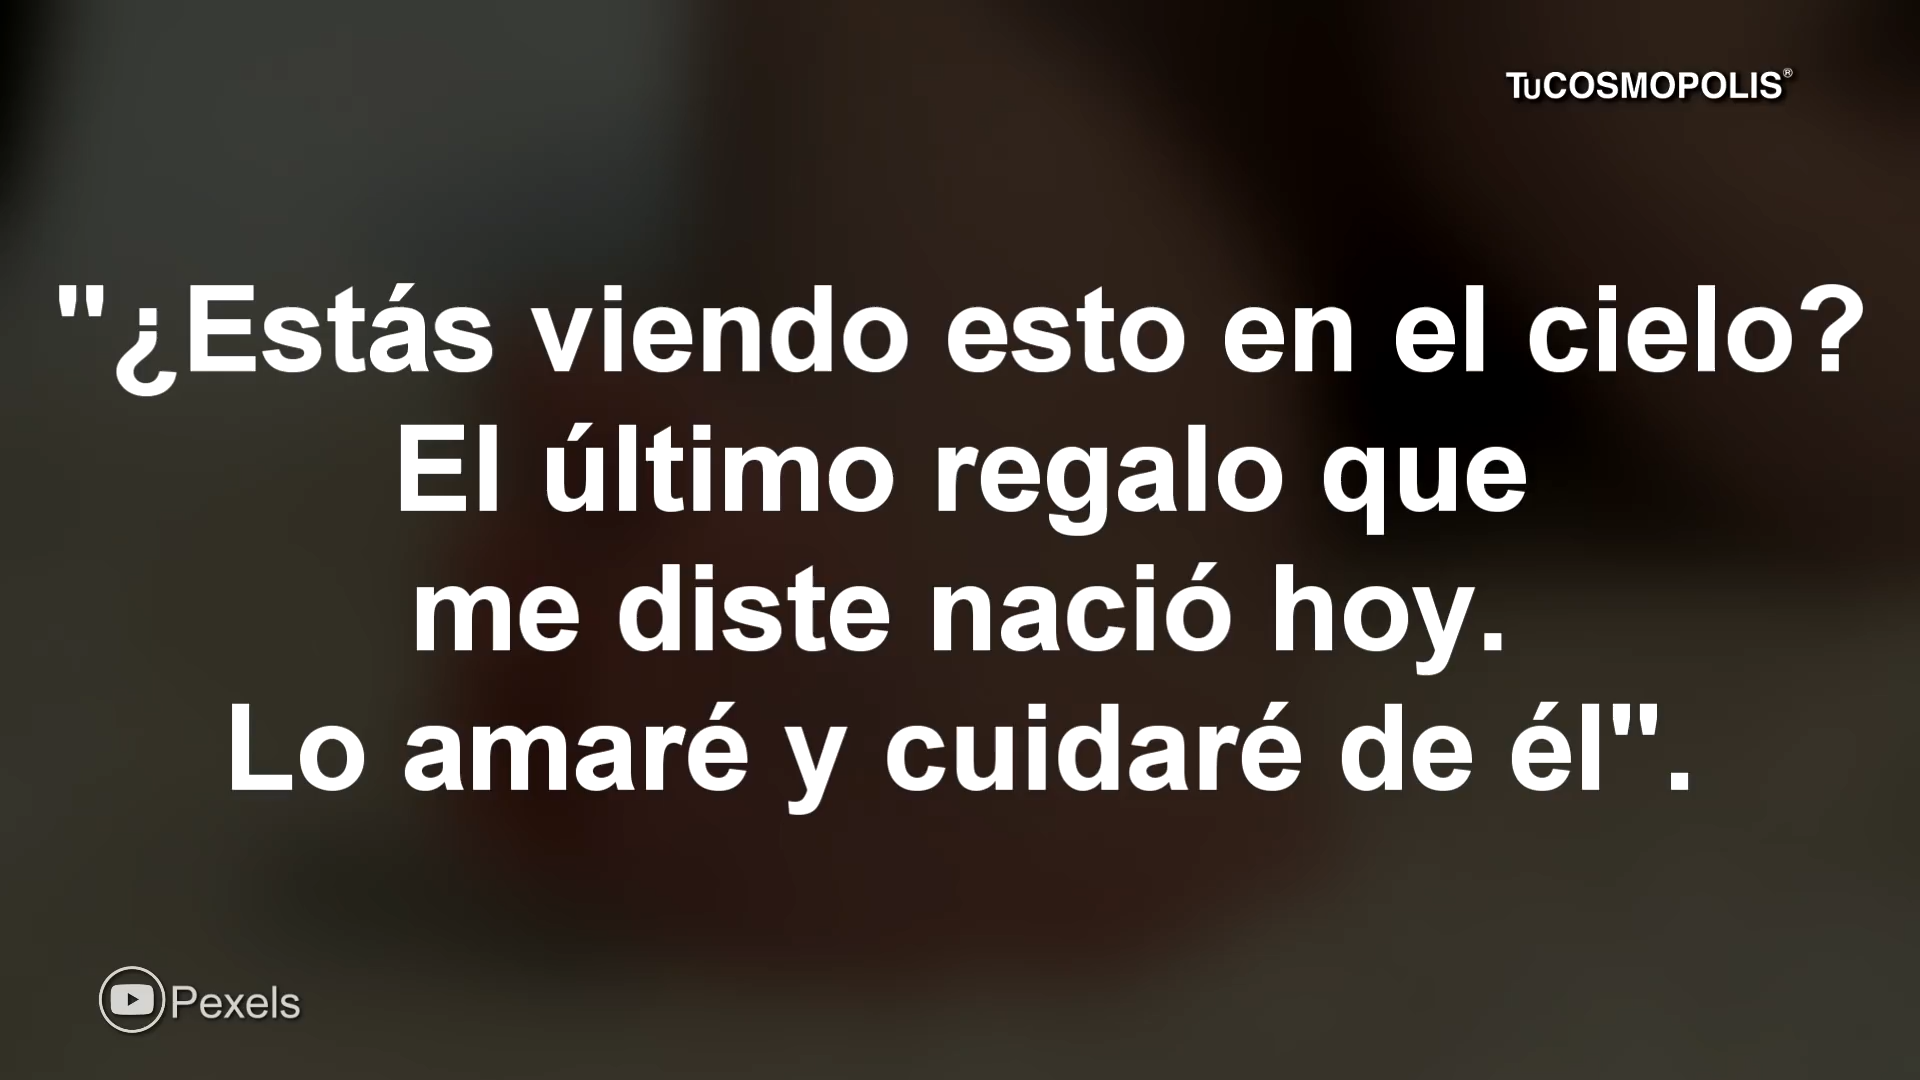 TuCOSMOPOLIS®
"¿Estás viendo esto en el cielo?
El último regalo que
me diste nació hoy.
Lo amaré y cuidaré de él".
Pexels